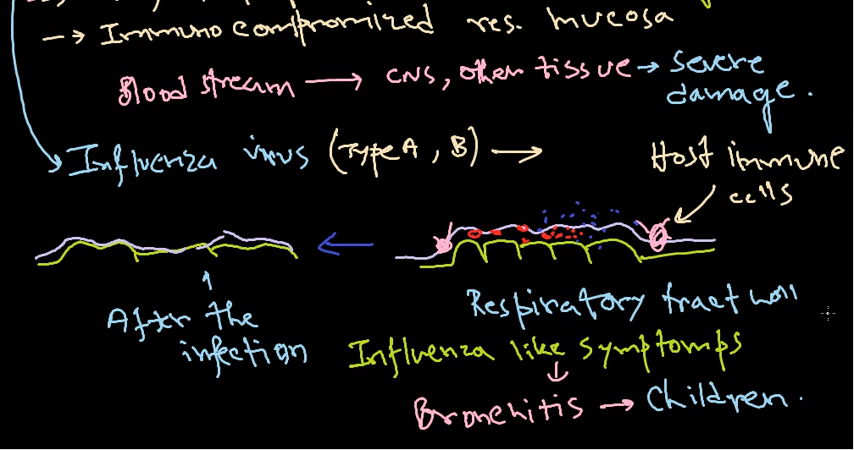 -> Immuno compromized res. mucosa
Blood stream -> CNS, other tissue -> severe
damage.
Influenza virus (Type A, B) ->
Host immune
cells
After the
infection
Respiratory tract wall
Influenza like symptomps
Bronchitis -> Children.